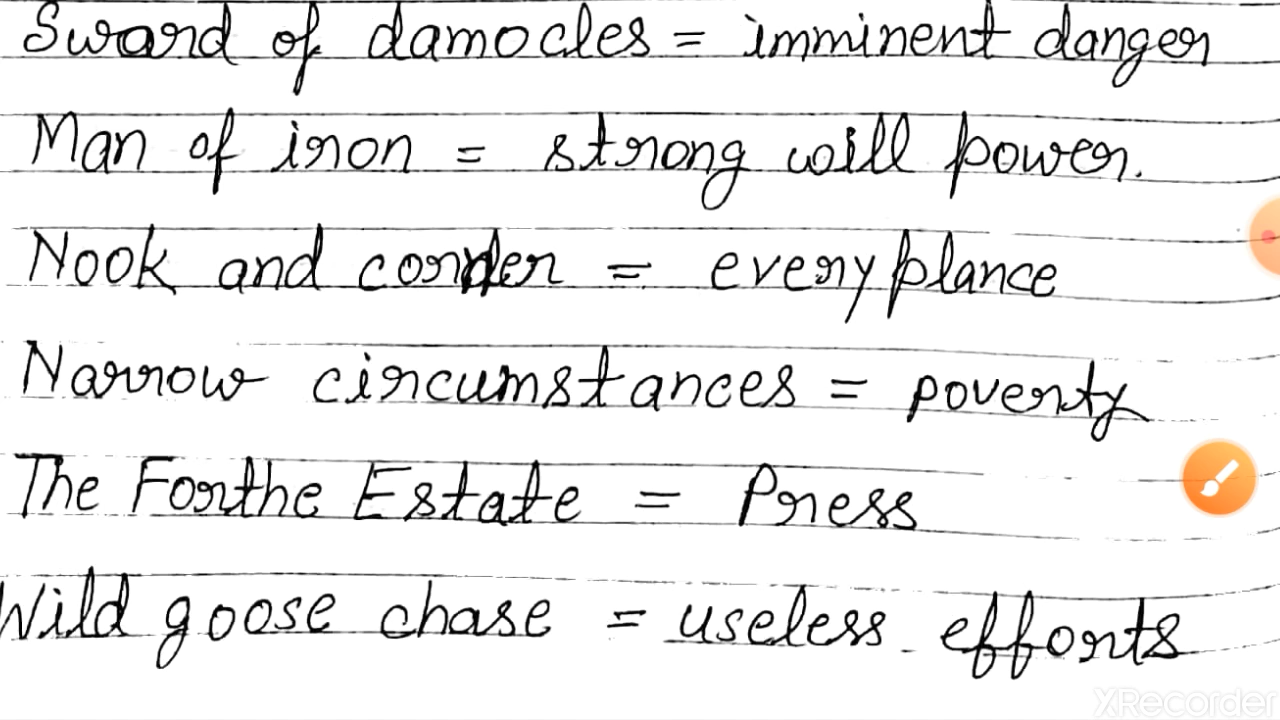 Sward of damocles = imminent danger
Man of iron = strong will power.
Nook and corner = every plance
Narrow circumstances = poverty
The Forthe Estate = Press
Wild goose chase = useless efforts
XRecorder